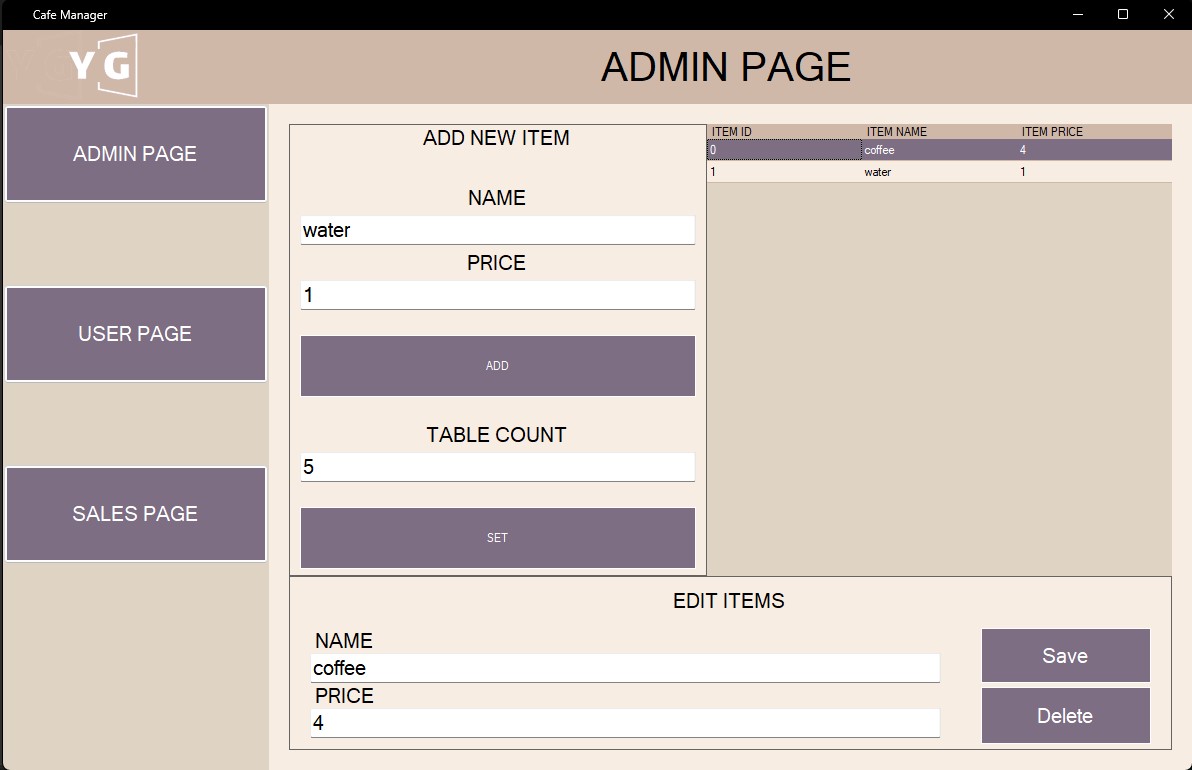 Cafe Manager
YG
ADMIN PAGE
ADMIN PAGE
USER PAGE
SALES PAGE
ADD NEW ITEM
NAME
water
PRICE
1
ADD
TABLE COUNT
5
SET
ITEM ID ITEM NAME ITEM PRICE
0 coffee 4
1 water 1
EDIT ITEMS
NAME
coffee
PRICE
4
Save
Delete